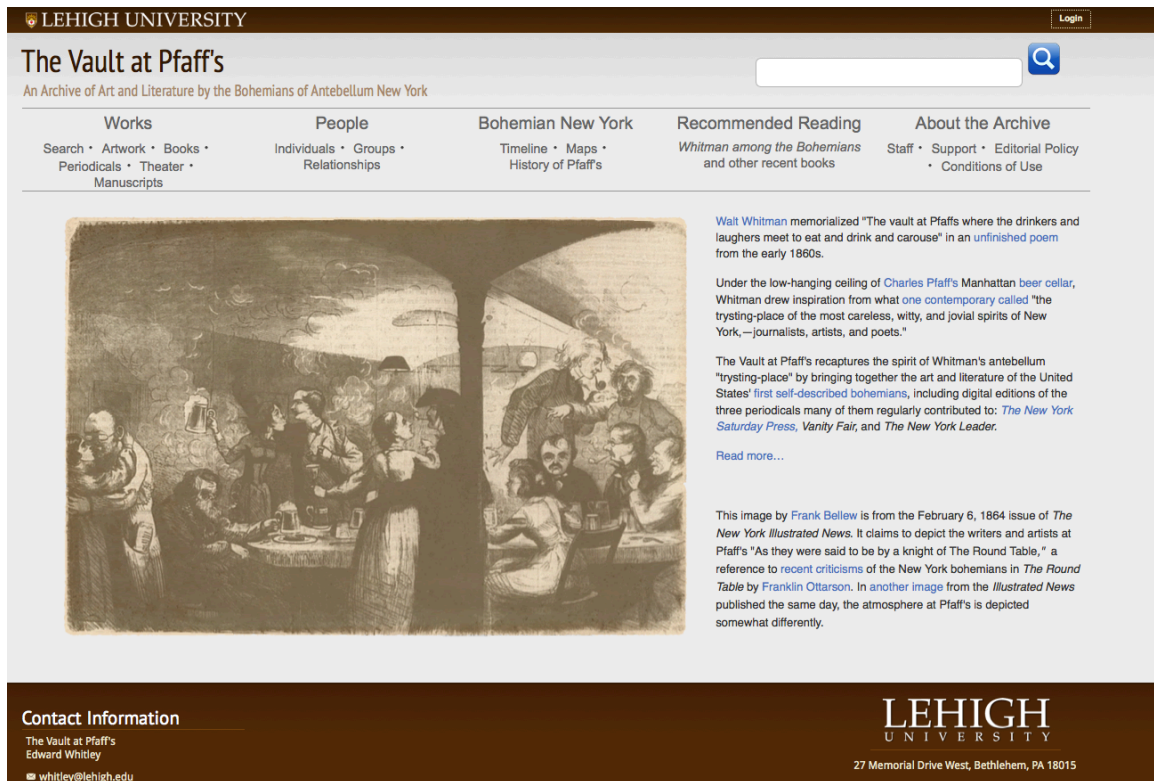 LEHIGH UNIVERSITY
Login
The Vault at Pfaff's
An Archive of Art and Literature by the Bohemians of Antebellum New York
Works
Search • Artwork • Books •
Periodicals • Theater •
Manuscripts
People
Individuals • Groups •
Relationships
Bohemian New York
Timeline • Maps •
History of Pfaff's
Recommended Reading
Whitman among the Bohemians
and other recent books
About the Archive
Staff • Support • Editorial Policy
• Conditions of Use
Walt Whitman memorialized "The vault at Pfaffs where the drinkers and
laughers meet to eat and drink and carouse" in an unfinished poem
from the early 1860s.
Under the low-hanging ceiling of Charles Pfaff's Manhattan beer cellar,
Whitman drew inspiration from what one contemporary called "the
trysting-place of the most careless, witty, and jovial spirits of New
York,—journalists, artists, and poets."
The Vault at Pfaff's recaptures the spirit of Whitman's antebellum
"trysting-place" by bringing together the art and literature of the United
States' first self-described bohemians, including digital editions of the
three periodicals many of them regularly contributed to: The New York
Saturday Press, Vanity Fair, and The New York Leader.
Read more...
This image by Frank Bellew is from the February 6, 1864 issue of The
New York Illustrated News. It claims to depict the writers and artists at
Pfaff's "As they were said to be by a knight of The Round Table," a
reference to recent criticisms of the New York bohemians in The Round
Table by Franklin Ottarson. In another image from the Illustrated News
published the same day, the atmosphere at Pfaff's is depicted
somewhat differently.
Contact Information
The Vault at Pfaff's
Edward Whitley
whitley@lehigh.edu
LEHIGH
UNIVERSITY
27 Memorial Drive West, Bethlehem, PA 18015